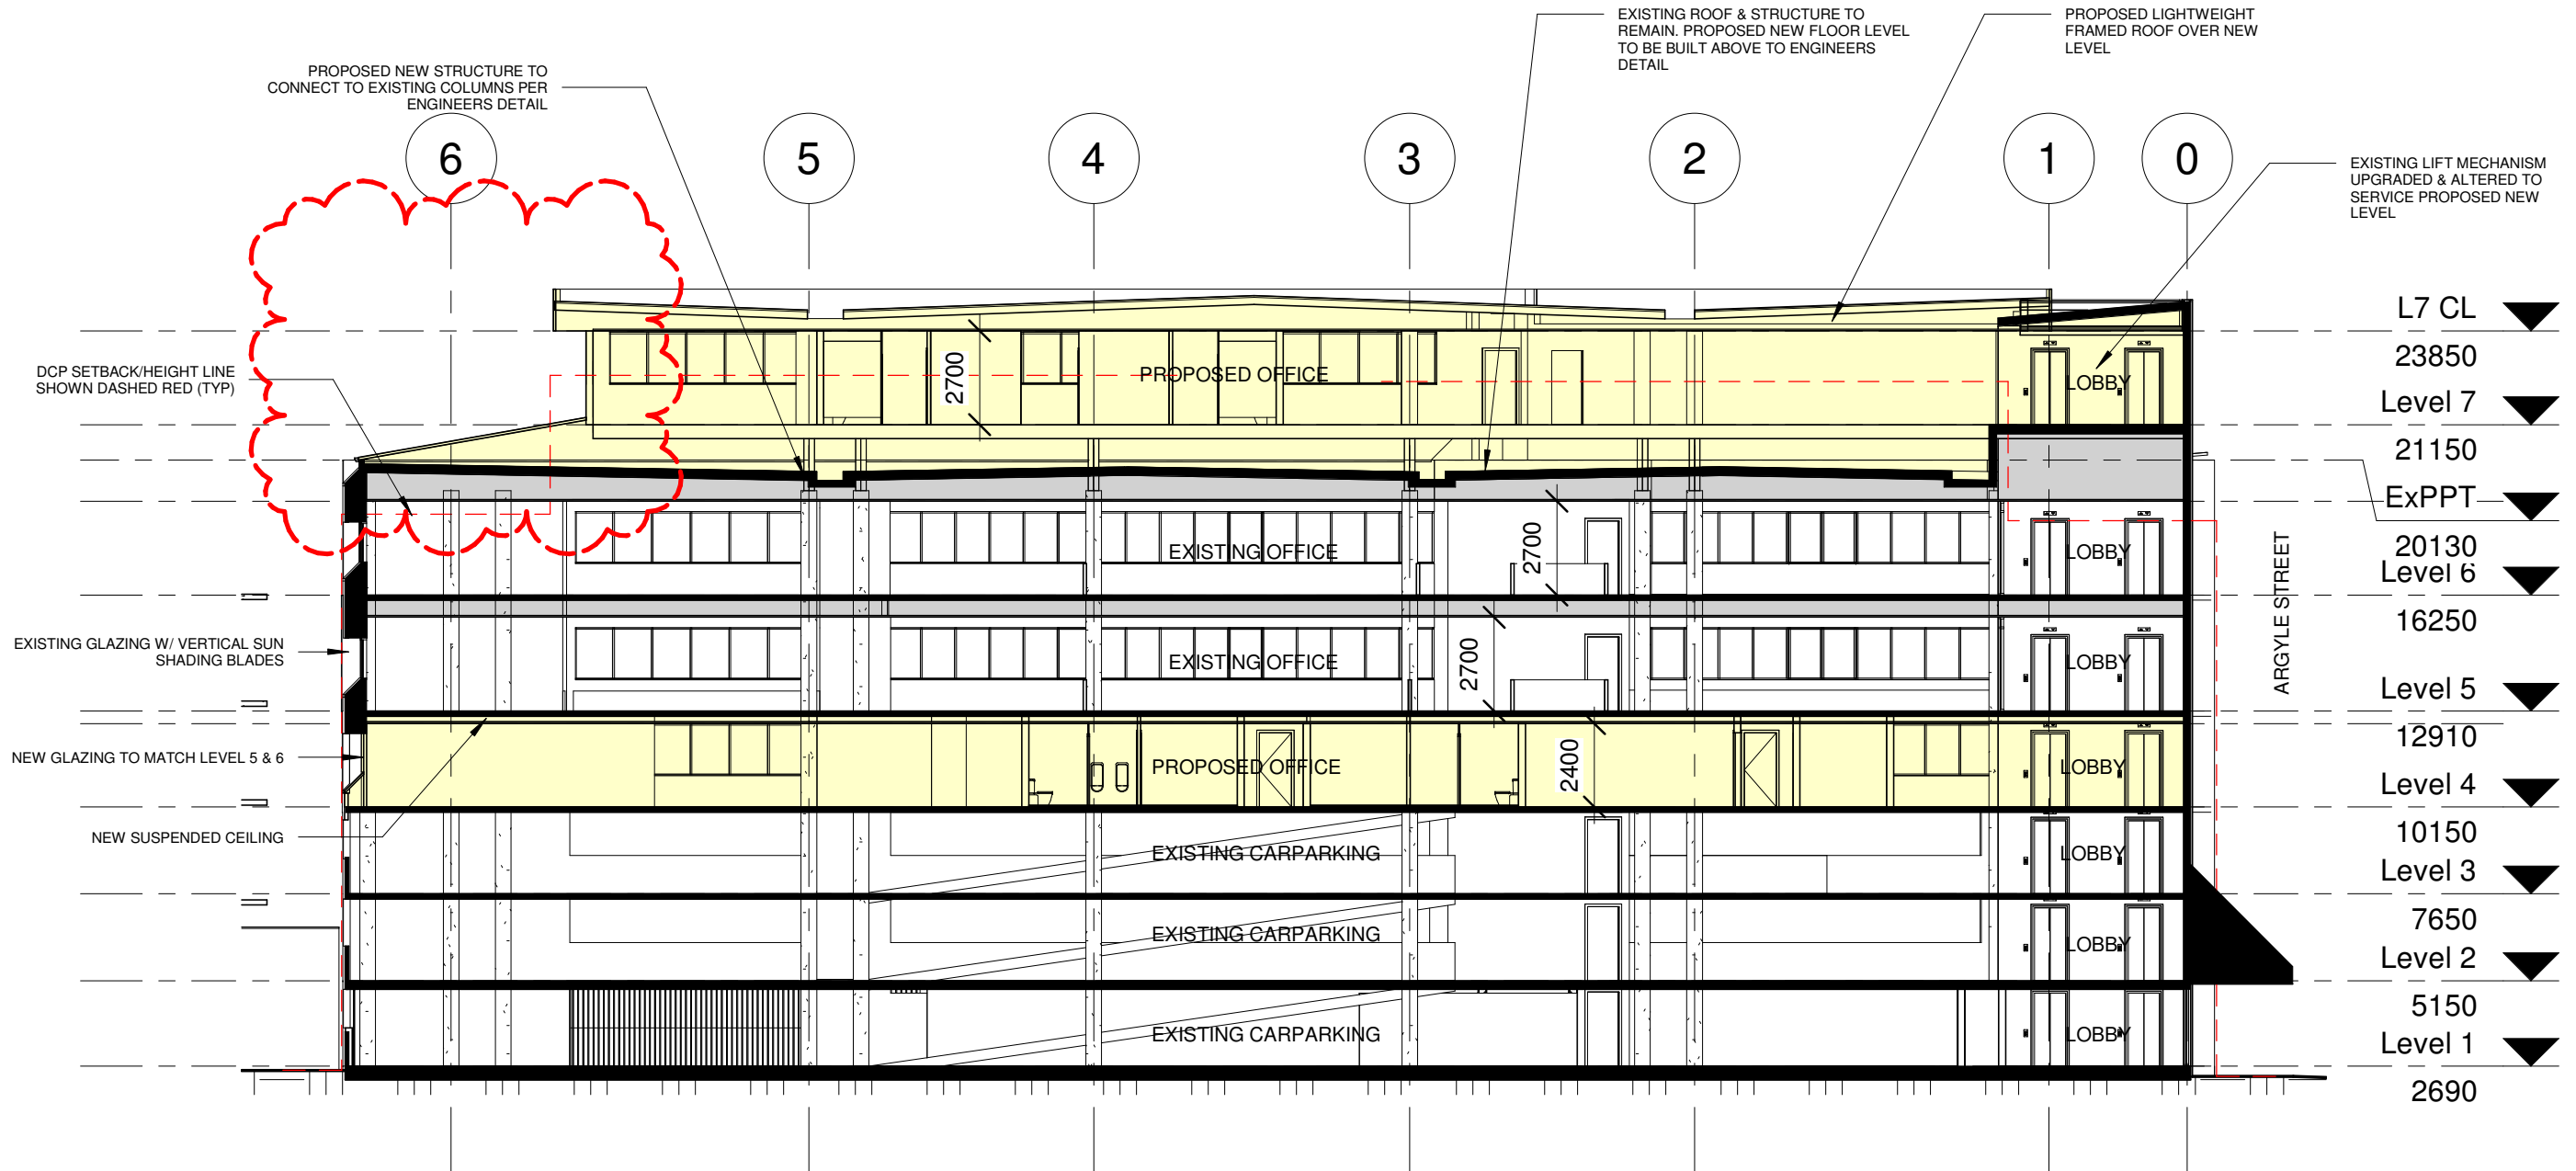 EXISTING ROOF & STRUCTURE TO
REMAIN. PROPOSED NEW FLOOR LEVEL
TO BE BUILT ABOVE TO ENGINEERS
DETAIL
PROPOSED LIGHTWEIGHT
FRAMED ROOF OVER NEW
LEVEL
PROPOSED NEW STRUCTURE TO
CONNECT TO EXISTING COLUMNS PER
ENGINEERS DETAIL
6
5
4
3
2
1
0
EXISTING LIFT MECHANISM
UPGRADED & ALTERED TO
SERVICE PROPOSED NEW
LEVEL
L7 CL
23850
DCP SETBACK/HEIGHT LINE
SHOWN DASHED RED (TYP)
2700
PROPOSED OFFICE
LOBBY
Level 7
21150
ExPPT
20130
EXISTING OFFICE
2700
LOBBY
Level 6
16250
ARGYLE STREET
EXISTING GLAZING W/ VERTICAL SUN
SHADING BLADES
EXISTING OFFICE
2700
LOBBY
Level 5
12910
NEW GLAZING TO MATCH LEVEL 5 & 6
PROPOSED OFFICE
2400
LOBBY
Level 4
10150
NEW SUSPENDED CEILING
EXISTING CARPARKING
LOBBY
Level 3
7650
EXISTING CARPARKING
LOBBY
Level 2
5150
EXISTING CARPARKING
LOBBY
Level 1
2690